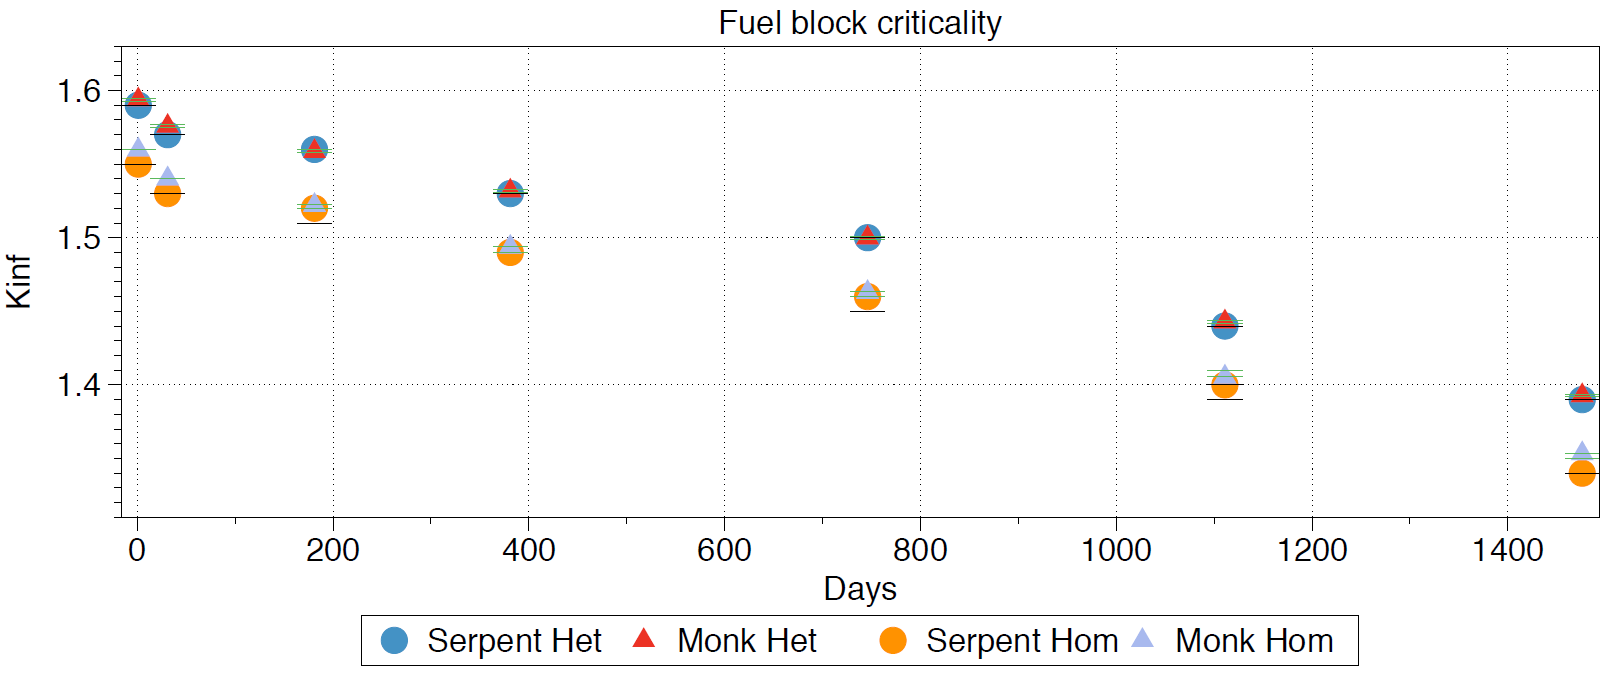 Fuel block criticality
1.6
1.5
1.4
Kinf
0 200 400 600 800 1000 1200 1400
Days
Serpent Het Monk Het Serpent Hom Monk Hom